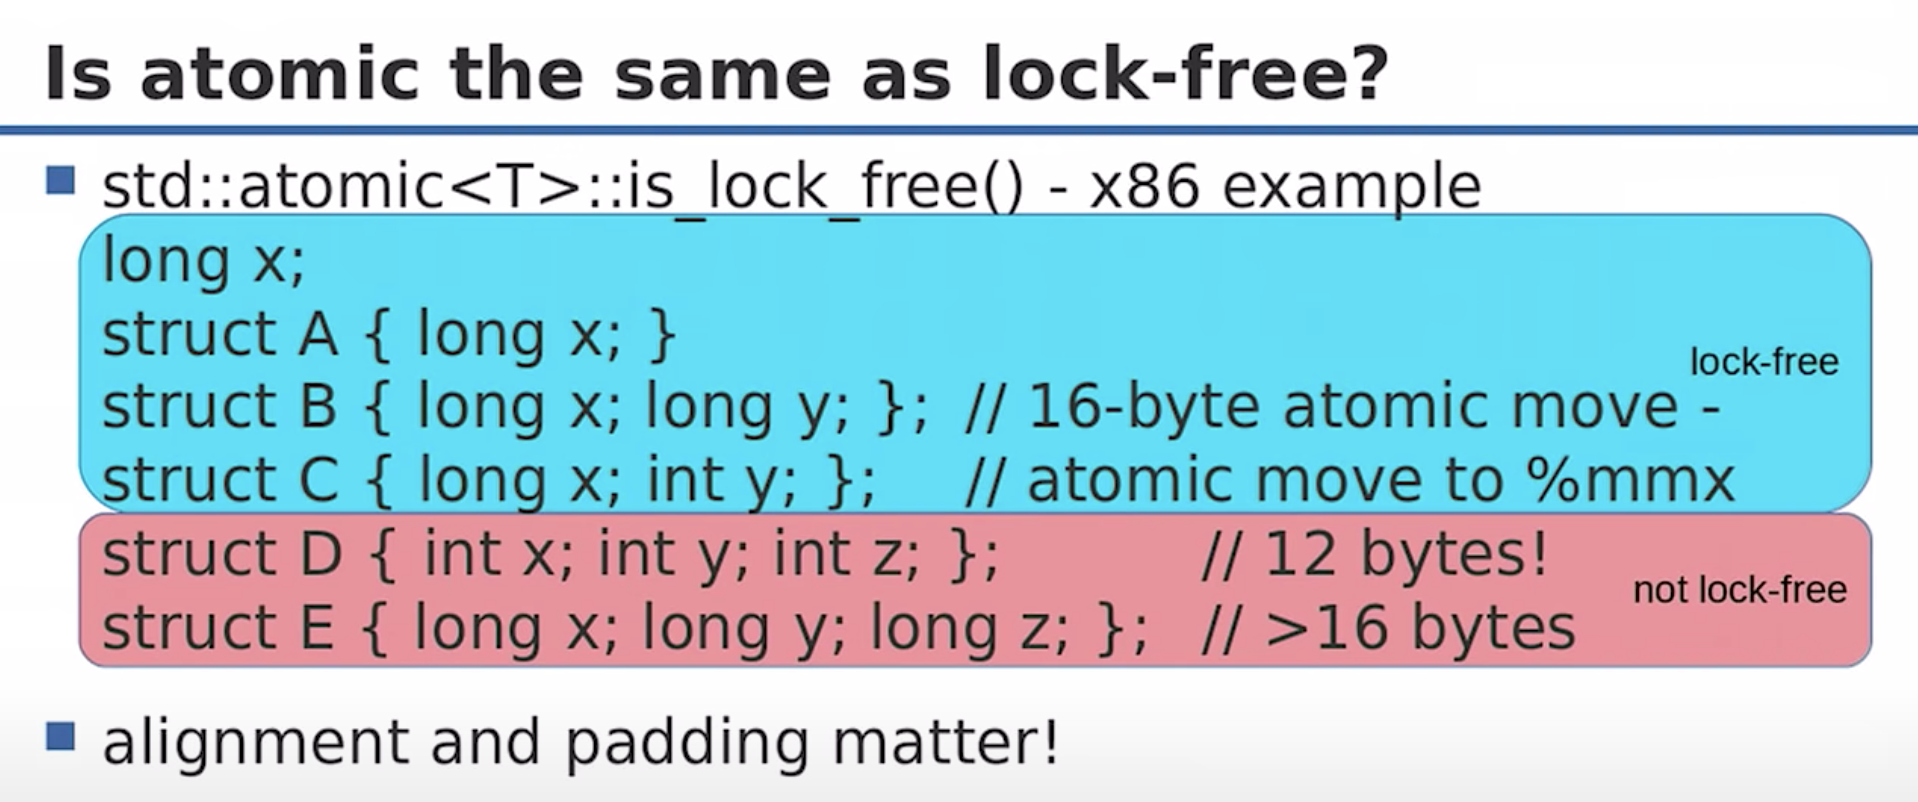 Is atomic the same as lock-free?
std::atomic<T>::is_lock_free() - x86 example
long x;
struct A { long x; }
lock-free
struct B { long x; long y; }; // 16-byte atomic move -
struct C { long x; int y; }; // atomic move to %mmx
struct D { int x; int y; int z; }; // 12 bytes!
not lock-free
struct E { long x; long y; long z; }; // >16 bytes
alignment and padding matter!